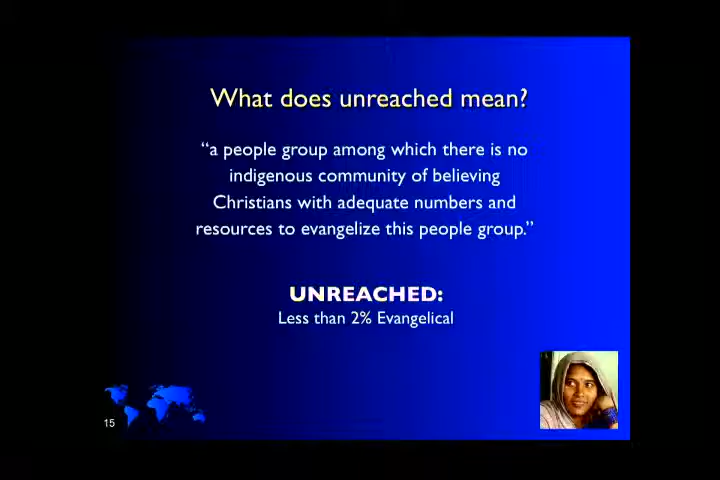 What does unreached mean?
“a people group among which there is no
indigenous community of believing
Christians with adequate numbers and
resources to evangelize this people group.”
UNREACHED:
Less than 2% Evangelical
15